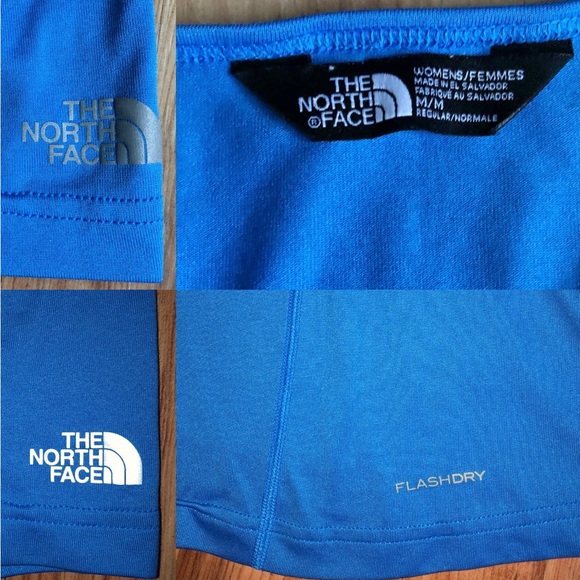 THE
NORTH
FACE
THE
NORTH
®FACE
WOMENS/FEMMES
MADE IN EL SALVADOR
FABRIQUÉ AU SALVADOR
M/M
REGULAR/NORMALE
THE
NORTH
FACE
FLASHDRY